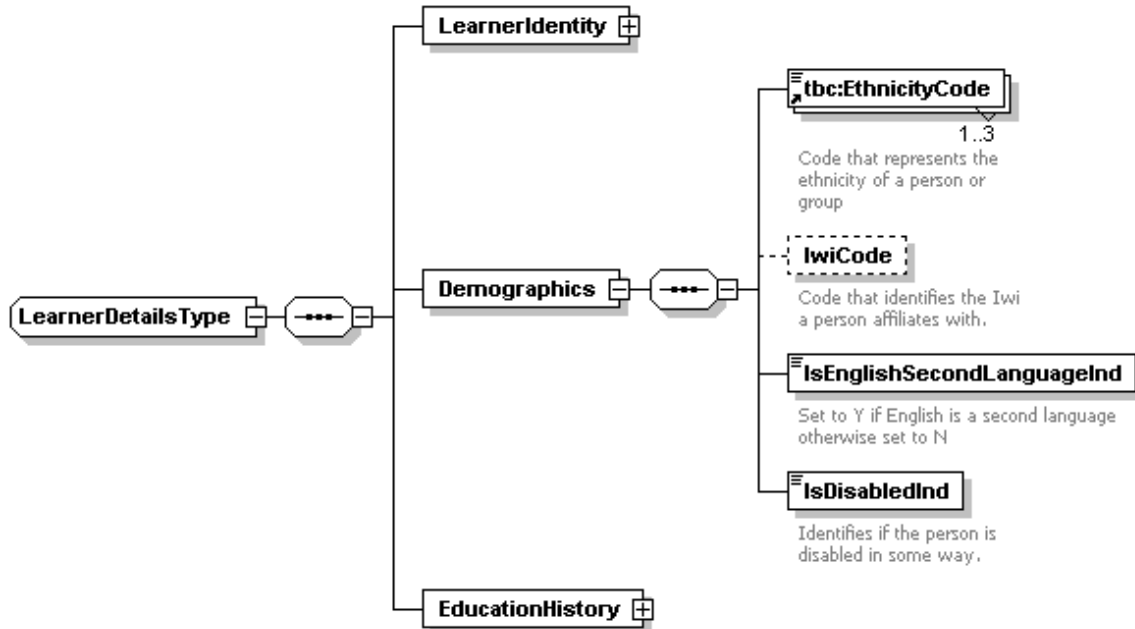 LearnerIdentity
tbc:EthnicityCode
1..3
Code that represents the
ethnicity of a person or
group
IwiCode
Code that identifies the Iwi
a person affiliates with.
LearnerDetailsType
Demographics
IsEnglishSecondLanguageInd
Set to Y if English is a second language
otherwise set to N
IsDisabledInd
Identifies if the person is
disabled in some way.
EducationHistory